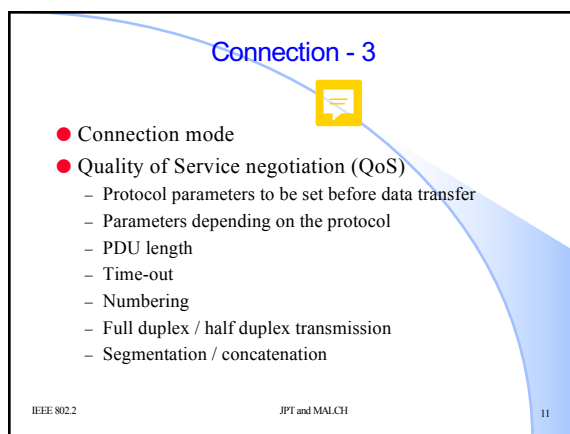 Connection - 3
● Connection mode
● Quality of Service negotiation (QoS)
– Protocol parameters to be set before data transfer
– Parameters depending on the protocol
– PDU length
– Time-out
– Numbering
– Full duplex / half duplex transmission
– Segmentation / concatenation
IEEE 802.2 JPT and MALCH 11